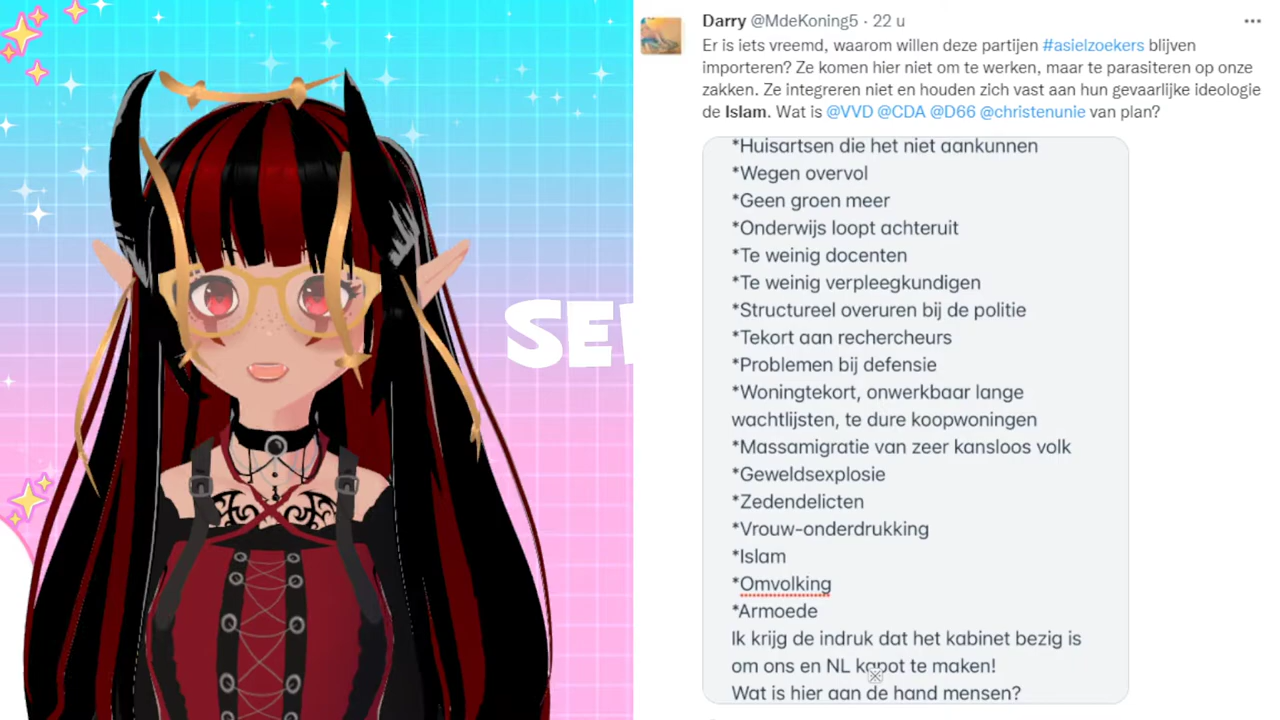 SE
Darry @MdeKoning5 · 22 u
Er is iets vreemd, waarom willen deze partijen #asielzoekers blijven
importeren? Ze komen hier niet om te werken, maar te parasiteren op onze
zakken. Ze integreren niet en houden zich vast aan hun gevaarlijke ideologie
de Islam. Wat is @VVD @CDA @D66 @christenunie van plan?
*Huisartsen die het niet aankunnen
*Wegen overvol
*Geen groen meer
*Onderwijs loopt achteruit
*Te weinig docenten
*Te weinig verpleegkundigen
*Structureel overuren bij de politie
*Tekort aan rechercheurs
*Problemen bij defensie
*Woningtekort, onwerkbaar lange
wachtlijsten, te dure koopwoningen
*Massamigratie van zeer kansloos volk
*Geweldsexplosie
*Zedendelicten
*Vrouw-onderdrukking
*Islam
*Omvolking
*Armoede
Ik krijg de indruk dat het kabinet bezig is
om ons en NL kapot te maken!
Wat is hier aan de hand mensen?